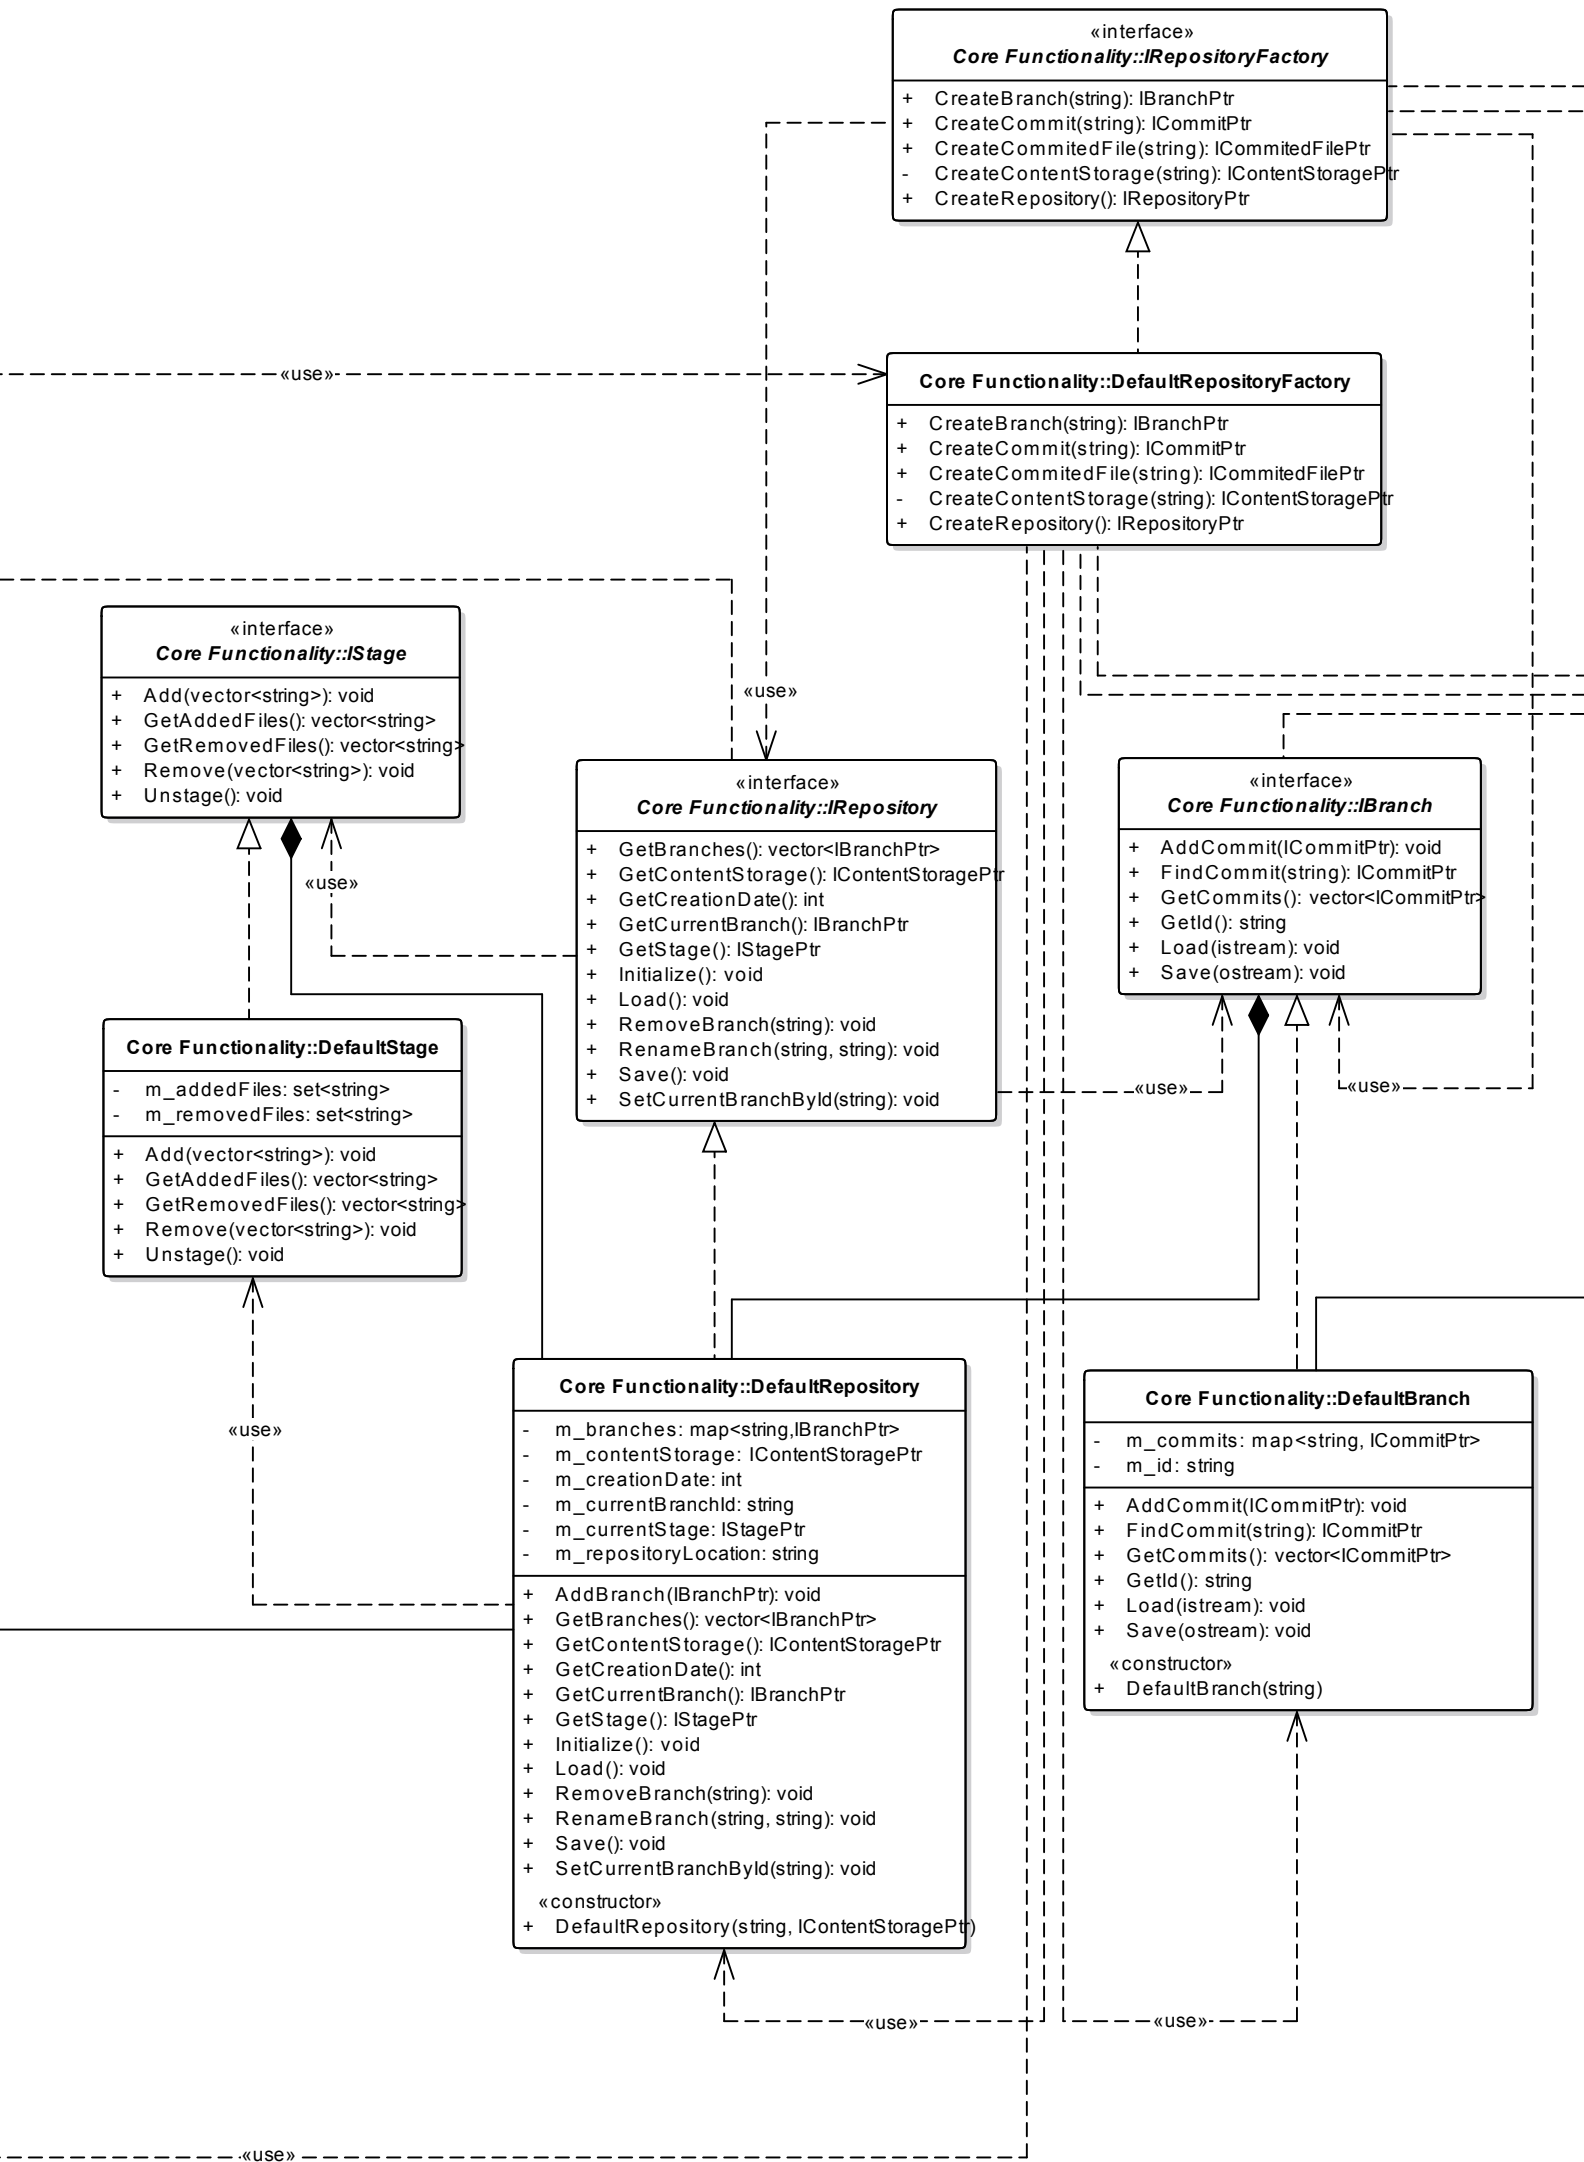 «interface»
Core Functionality::IRepositoryFactory
+ CreateBranch(string): IBranchPtr
+ CreateCommit(string): ICommitPtr
+ CreateCommitedFile(string): ICommitedFilePtr
- CreateContentStorage(string): IContentStoragePtr
+ CreateRepository(): IRepositoryPtr
«use»
Core Functionality::DefaultRepositoryFactory
+ CreateBranch(string): IBranchPtr
+ CreateCommit(string): ICommitPtr
+ CreateCommitedFile(string): ICommitedFilePtr
- CreateContentStorage(string): IContentStoragePtr
+ CreateRepository(): IRepositoryPtr
«interface»
Core Functionality::IStage
+ Add(vector<string>): void
+ GetAddedFiles(): vector<string>
+ GetRemovedFiles(): vector<string>
+ Remove(vector<string>): void
+ Unstage(): void
«use»
«interface»
Core Functionality::IRepository
+ GetBranches(): vector<IBranchPtr>
+ GetContentStorage(): IContentStoragePtr
+ GetCreationDate(): int
+ GetCurrentBranch(): IBranchPtr
+ GetStage(): IStagePtr
+ Initialize(): void
+ Load(): void
+ RemoveBranch(string): void
+ RenameBranch(string, string): void
+ Save(): void
+ SetCurrentBranchById(string): void
«interface»
Core Functionality::IBranch
+ AddCommit(ICommitPtr): void
+ FindCommit(string): ICommitPtr
+ GetCommits(): vector<ICommitPtr>
+ GetId(): string
+ Load(istream): void
+ Save(ostream): void
«use»
«use»
«use»
Core Functionality::DefaultStage
- m_addedFiles: set<string>
- m_removedFiles: set<string>
+ Add(vector<string>): void
+ GetAddedFiles(): vector<string>
+ GetRemovedFiles(): vector<string>
+ Remove(vector<string>): void
+ Unstage(): void
«use»
Core Functionality::DefaultRepository
- m_branches: map<string,IBranchPtr>
- m_contentStorage: IContentStoragePtr
- m_creationDate: int
- m_currentBranchId: string
- m_currentStage: IStagePtr
- m_repositoryLocation: string
+ AddBranch(IBranchPtr): void
+ GetBranches(): vector<IBranchPtr>
+ GetContentStorage(): IContentStoragePtr
+ GetCreationDate(): int
+ GetCurrentBranch(): IBranchPtr
+ GetStage(): IStagePtr
+ Initialize(): void
+ Load(): void
+ RemoveBranch(string): void
+ RenameBranch(string, string): void
+ Save(): void
+ SetCurrentBranchById(string): void
«constructor»
+ DefaultRepository(string, IContentStoragePtr)
Core Functionality::DefaultBranch
- m_commits: map<string, ICommitPtr>
- m_id: string
+ AddCommit(ICommitPtr): void
+ FindCommit(string): ICommitPtr
+ GetCommits(): vector<ICommitPtr>
+ GetId(): string
+ Load(istream): void
+ Save(ostream): void
«constructor»
+ DefaultBranch(string)
«use»
«use»
«use»